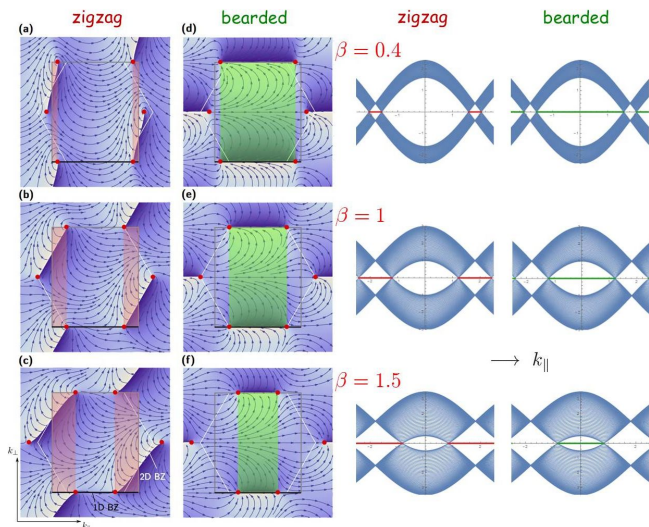 zigzag
bearded
zigzag
bearded
(a)
(d)
β = 0.4
(b)
(e)
β = 1
(c)
(f)
β = 1.5
→ k∥
k⊥
2D BZ
1D BZ